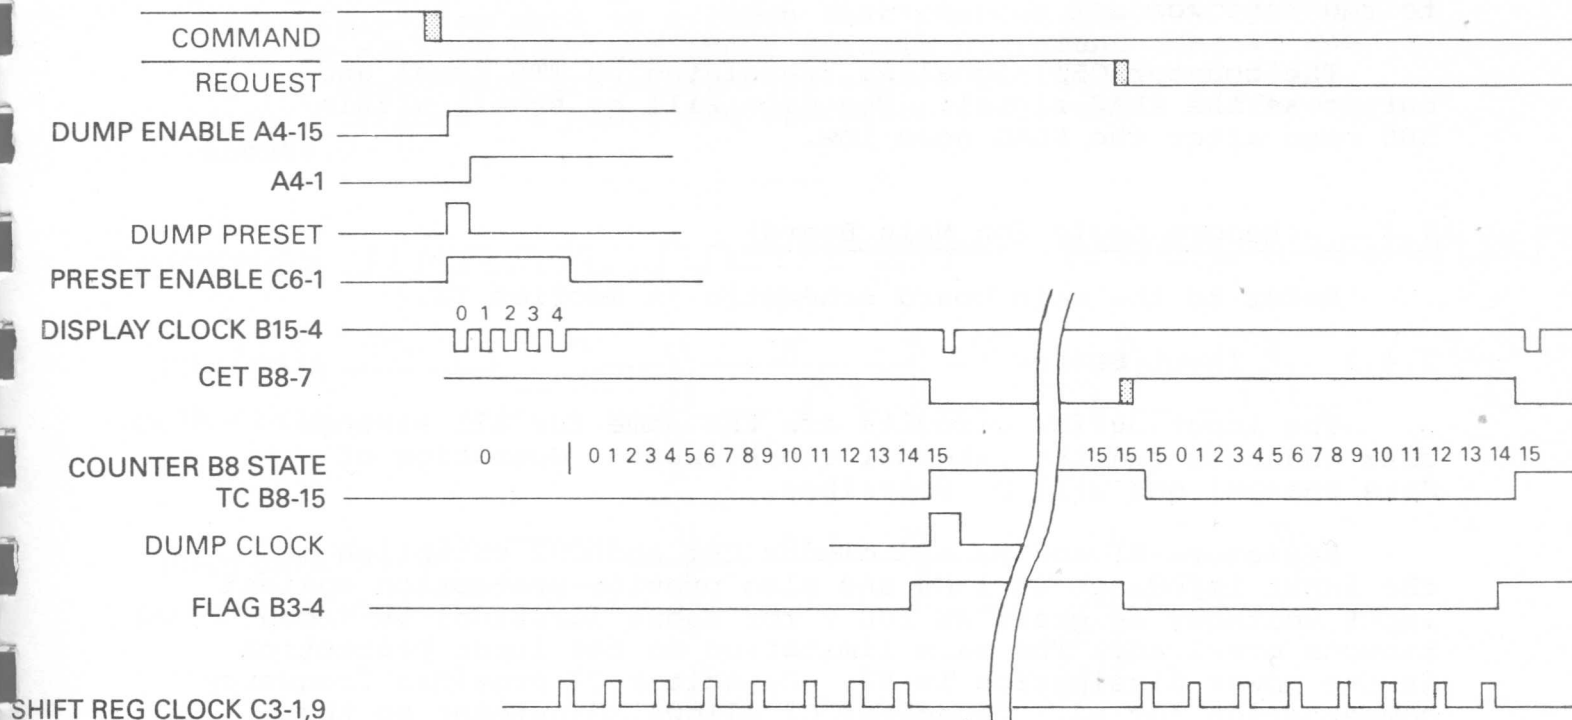 COMMAND
REQUEST
DUMP ENABLE A4-15
A4-1
DUMP PRESET
PRESET ENABLE C6-1
0 1 2 3 4
DISPLAY CLOCK B15-4
CET B8-7
COUNTER B8 STATE 0 0 1 2 3 4 5 6 7 8 9 10 11 12 13 14 15 15 15 15 0 1 2 3 4 5 6 7 8 9 10 11 12 13 14 15
TC B8-15
DUMP CLOCK
FLAG B3-4
SHIFT REG CLOCK C3-1,9